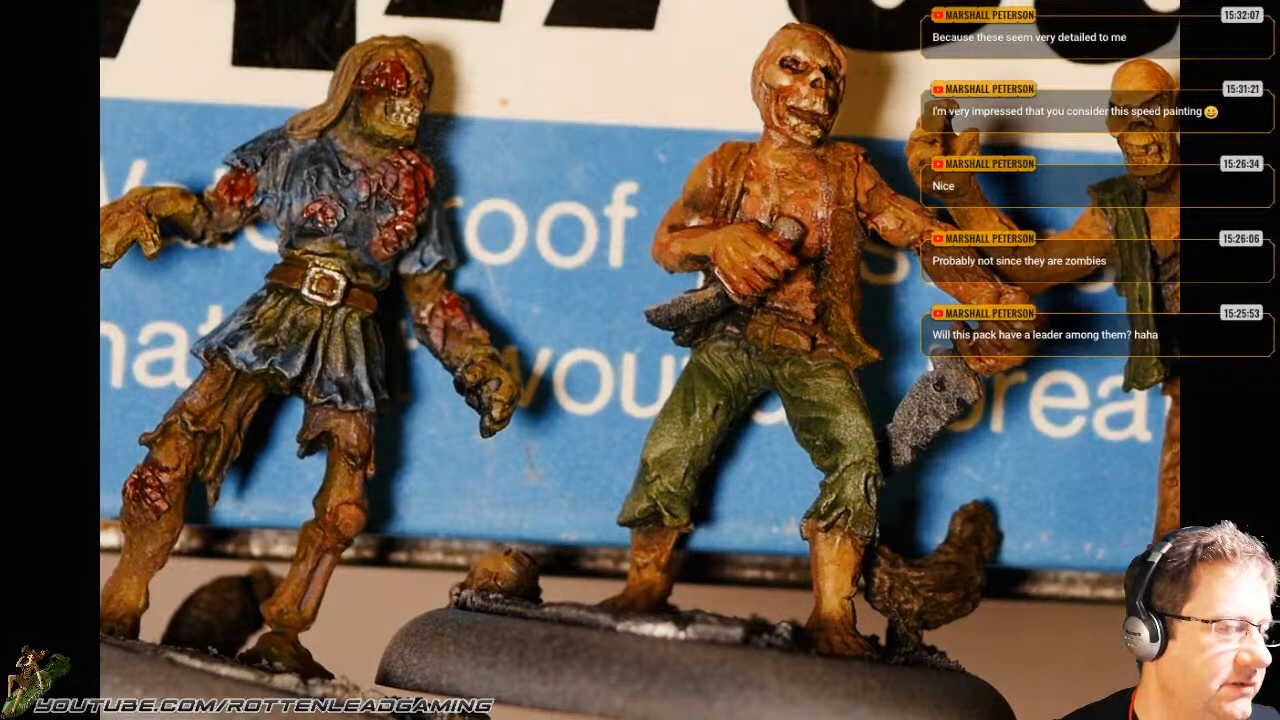 MARSHALL PETERSON 15:32:07
Because these seem very detailed to me
MARSHALL PETERSON 15:31:21
I'm very impressed that you consider this speed painting
MARSHALL PETERSON 15:26:34
Nice
MARSHALL PETERSON 15:26:06
Probably not since they are zombies
MARSHALL PETERSON 15:25:53
Will this pack have a leader among them? haha
YOUTUBE.COM/ROTTENLEADGAMING